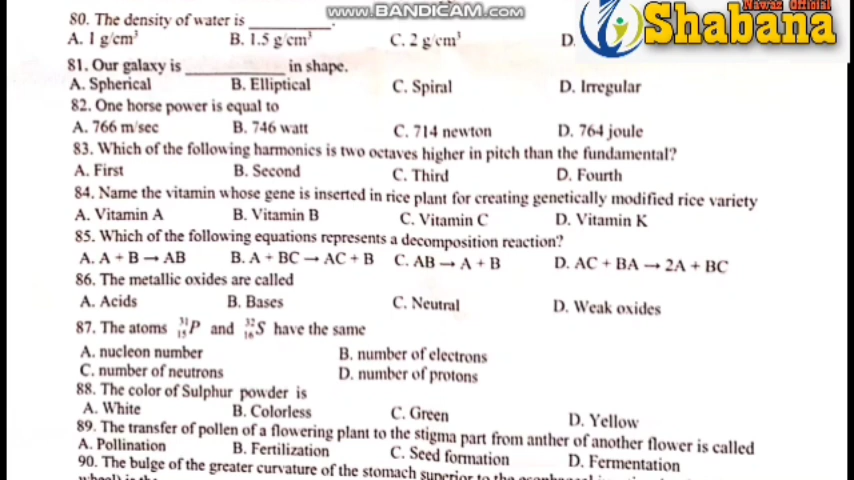 www.BANDICAM.com
Nawaz Official
Shabana
80. The density of water is __________.
A. 1 g/cm³ B. 1.5 g/cm³ C. 2 g/cm³ D.
81. Our galaxy is __________ in shape.
A. Spherical B. Elliptical C. Spiral D. Irregular
82. One horse power is equal to
A. 766 m/sec B. 746 watt C. 714 newton D. 764 joule
83. Which of the following harmonics is two octaves higher in pitch than the fundamental?
A. First B. Second C. Third D. Fourth
84. Name the vitamin whose gene is inserted in rice plant for creating genetically modified rice variety
A. Vitamin A B. Vitamin B C. Vitamin C D. Vitamin K
85. Which of the following equations represents a decomposition reaction?
A. A + B → AB B. A + BC → AC + B C. AB → A + B D. AC + BA → 2A + BC
86. The metallic oxides are called
A. Acids B. Bases C. Neutral D. Weak oxides
87. The atoms ³¹₁₅P and ³²₁₆S have the same
A. nucleon number B. number of electrons
C. number of neutrons D. number of protons
88. The color of Sulphur powder is
A. White B. Colorless C. Green D. Yellow
89. The transfer of pollen of a flowering plant to the stigma part from anther of another flower is called
A. Pollination B. Fertilization C. Seed formation D. Fermentation
90. The bulge of the greater curvature of the stomach superior to the